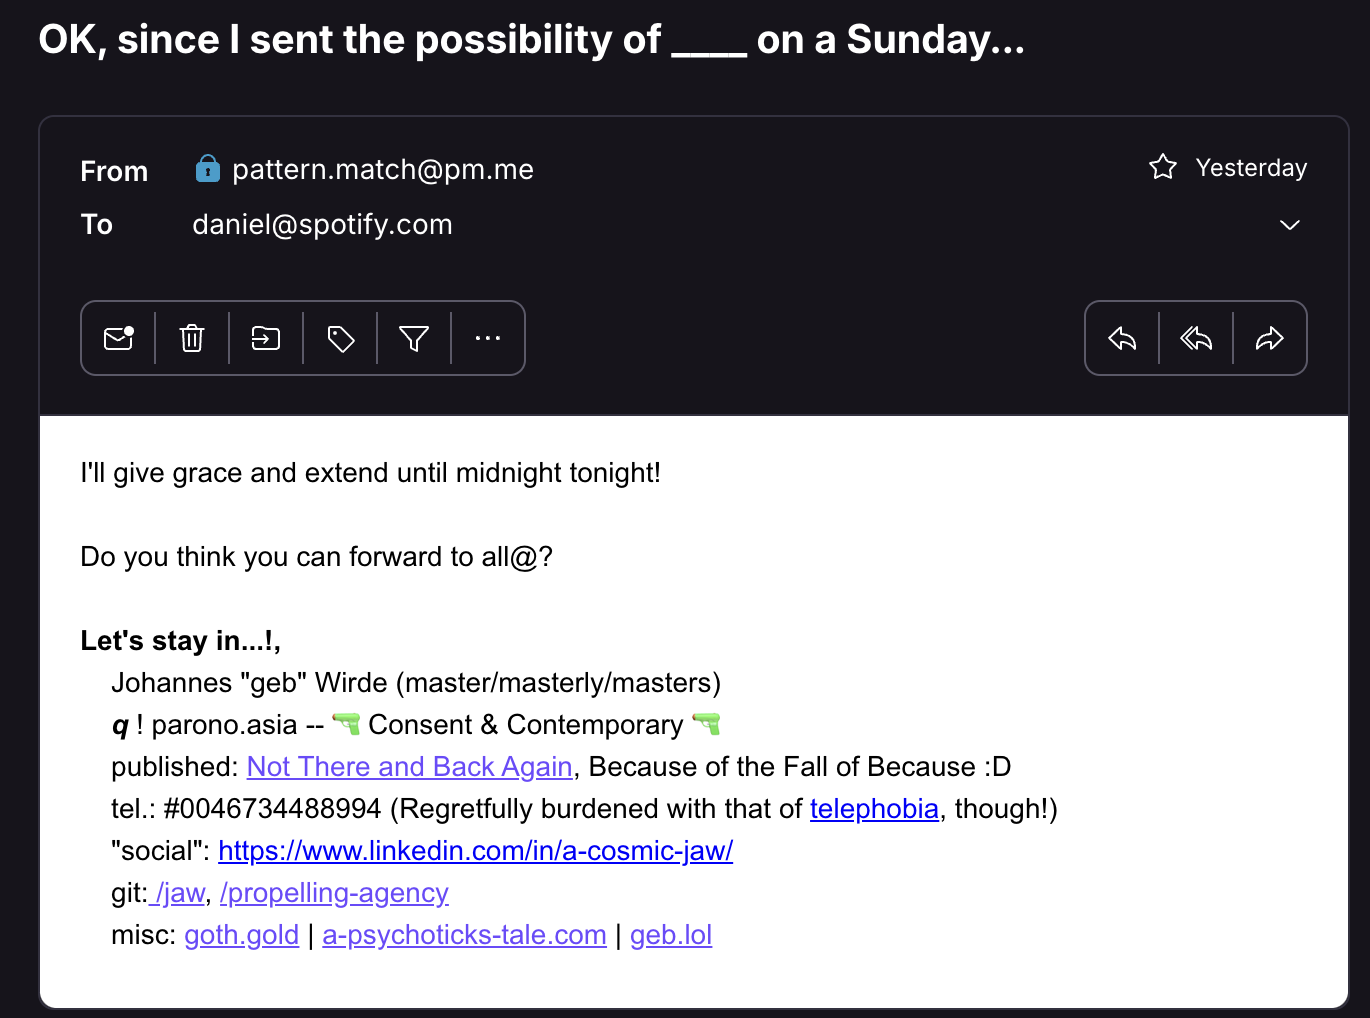 OK, since I sent the possibility of ____ on a Sunday...
From pattern.match@pm.me Yesterday
To daniel@spotify.com
I'll give grace and extend until midnight tonight!
Do you think you can forward to all@?
Let's stay in...!,
Johannes "geb" Wirde (master/masterly/masters)
q ! parono.asia -- 🔫 Consent & Contemporary 🔫
published: Not There and Back Again, Because of the Fall of Because :D
tel.: #0046734488994 (Regretfully burdened with that of telephobia, though!)
"social": https://www.linkedin.com/in/a-cosmic-jaw/
git: /jaw, /propelling-agency
misc: goth.gold | a-psychoticks-tale.com | geb.lol